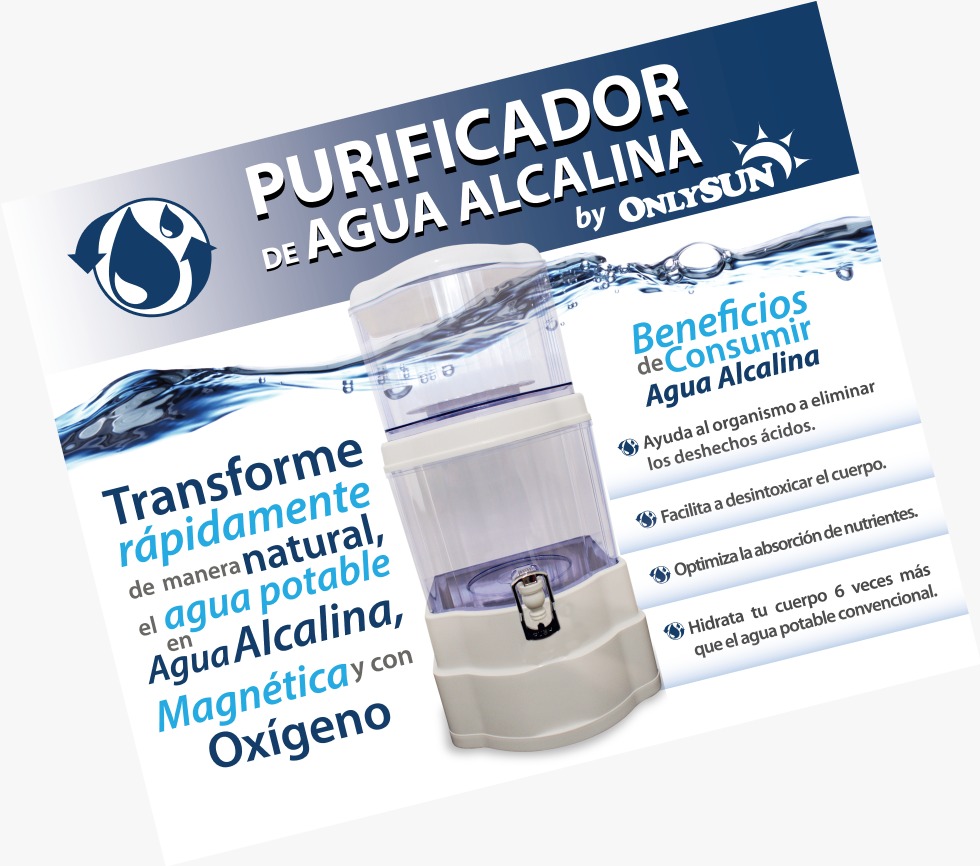 PURIFICADOR
DE AGUA ALCALINA
by ONLYSUN
Transforme
rápidamente
de manera natural,
el agua potable
en
Agua Alcalina,
Magnética y con
Oxígeno
Beneficios
de Consumir
Agua Alcalina
Ayuda al organismo a eliminar
los deshechos ácidos.
Facilita a desintoxicar el cuerpo.
Optimiza la absorción de nutrientes.
Hidrata tu cuerpo 6 veces más
que el agua potable convencional.